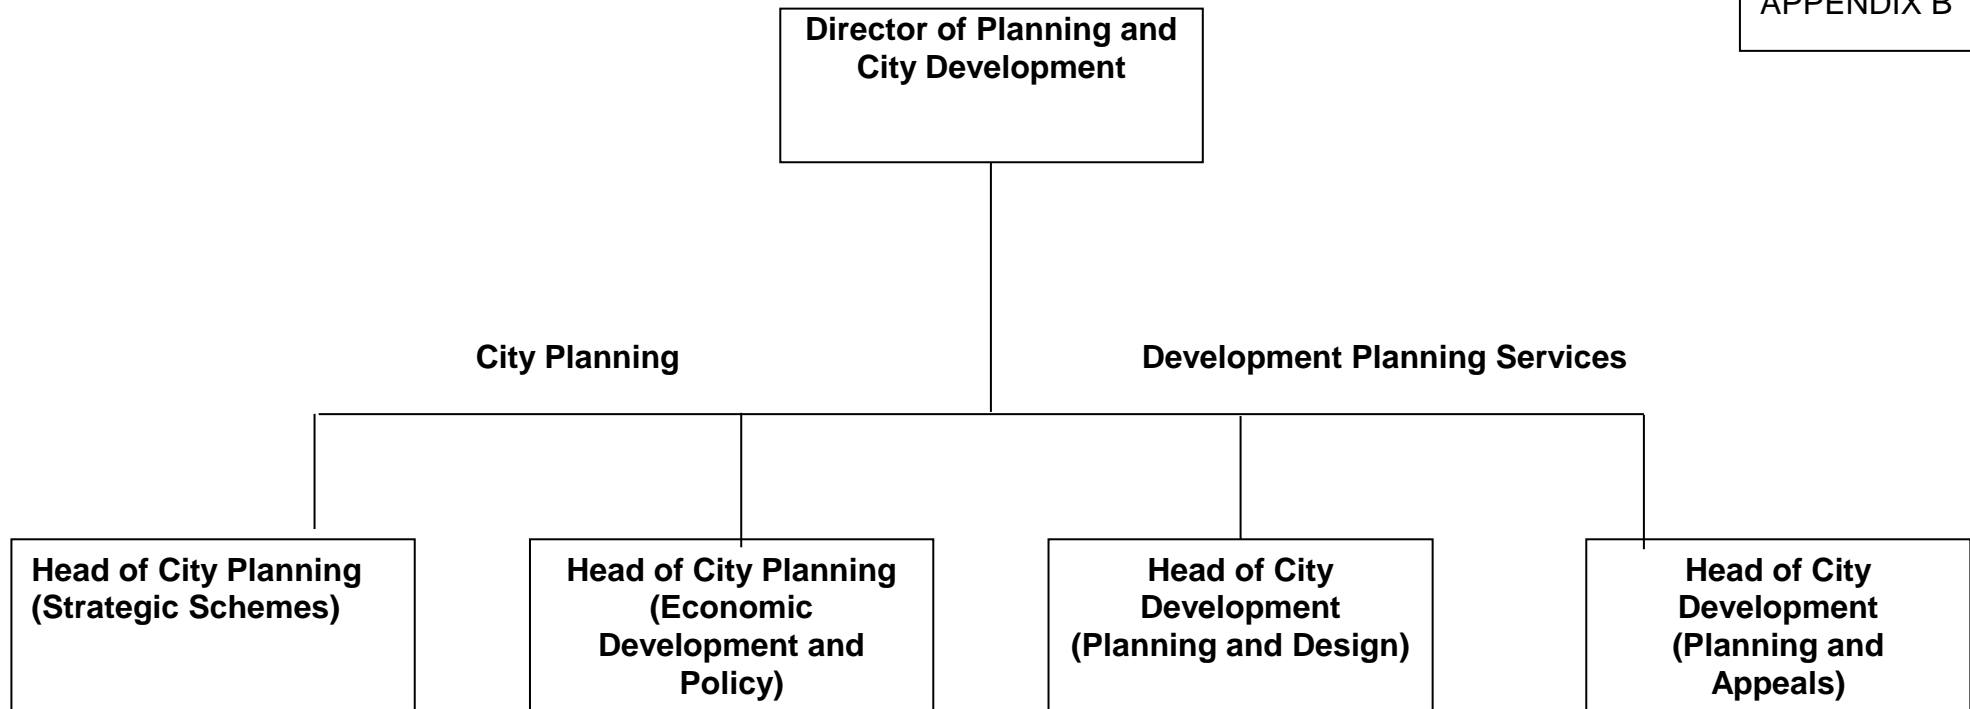 APPENDIX B
Director of Planning and
City Development
City Planning
Development Planning Services
Head of City Planning
(Strategic Schemes)
Head of City Planning
(Economic
Development and
Policy)
Head of City
Development
(Planning and Design)
Head of City
Development
(Planning and
Appeals)